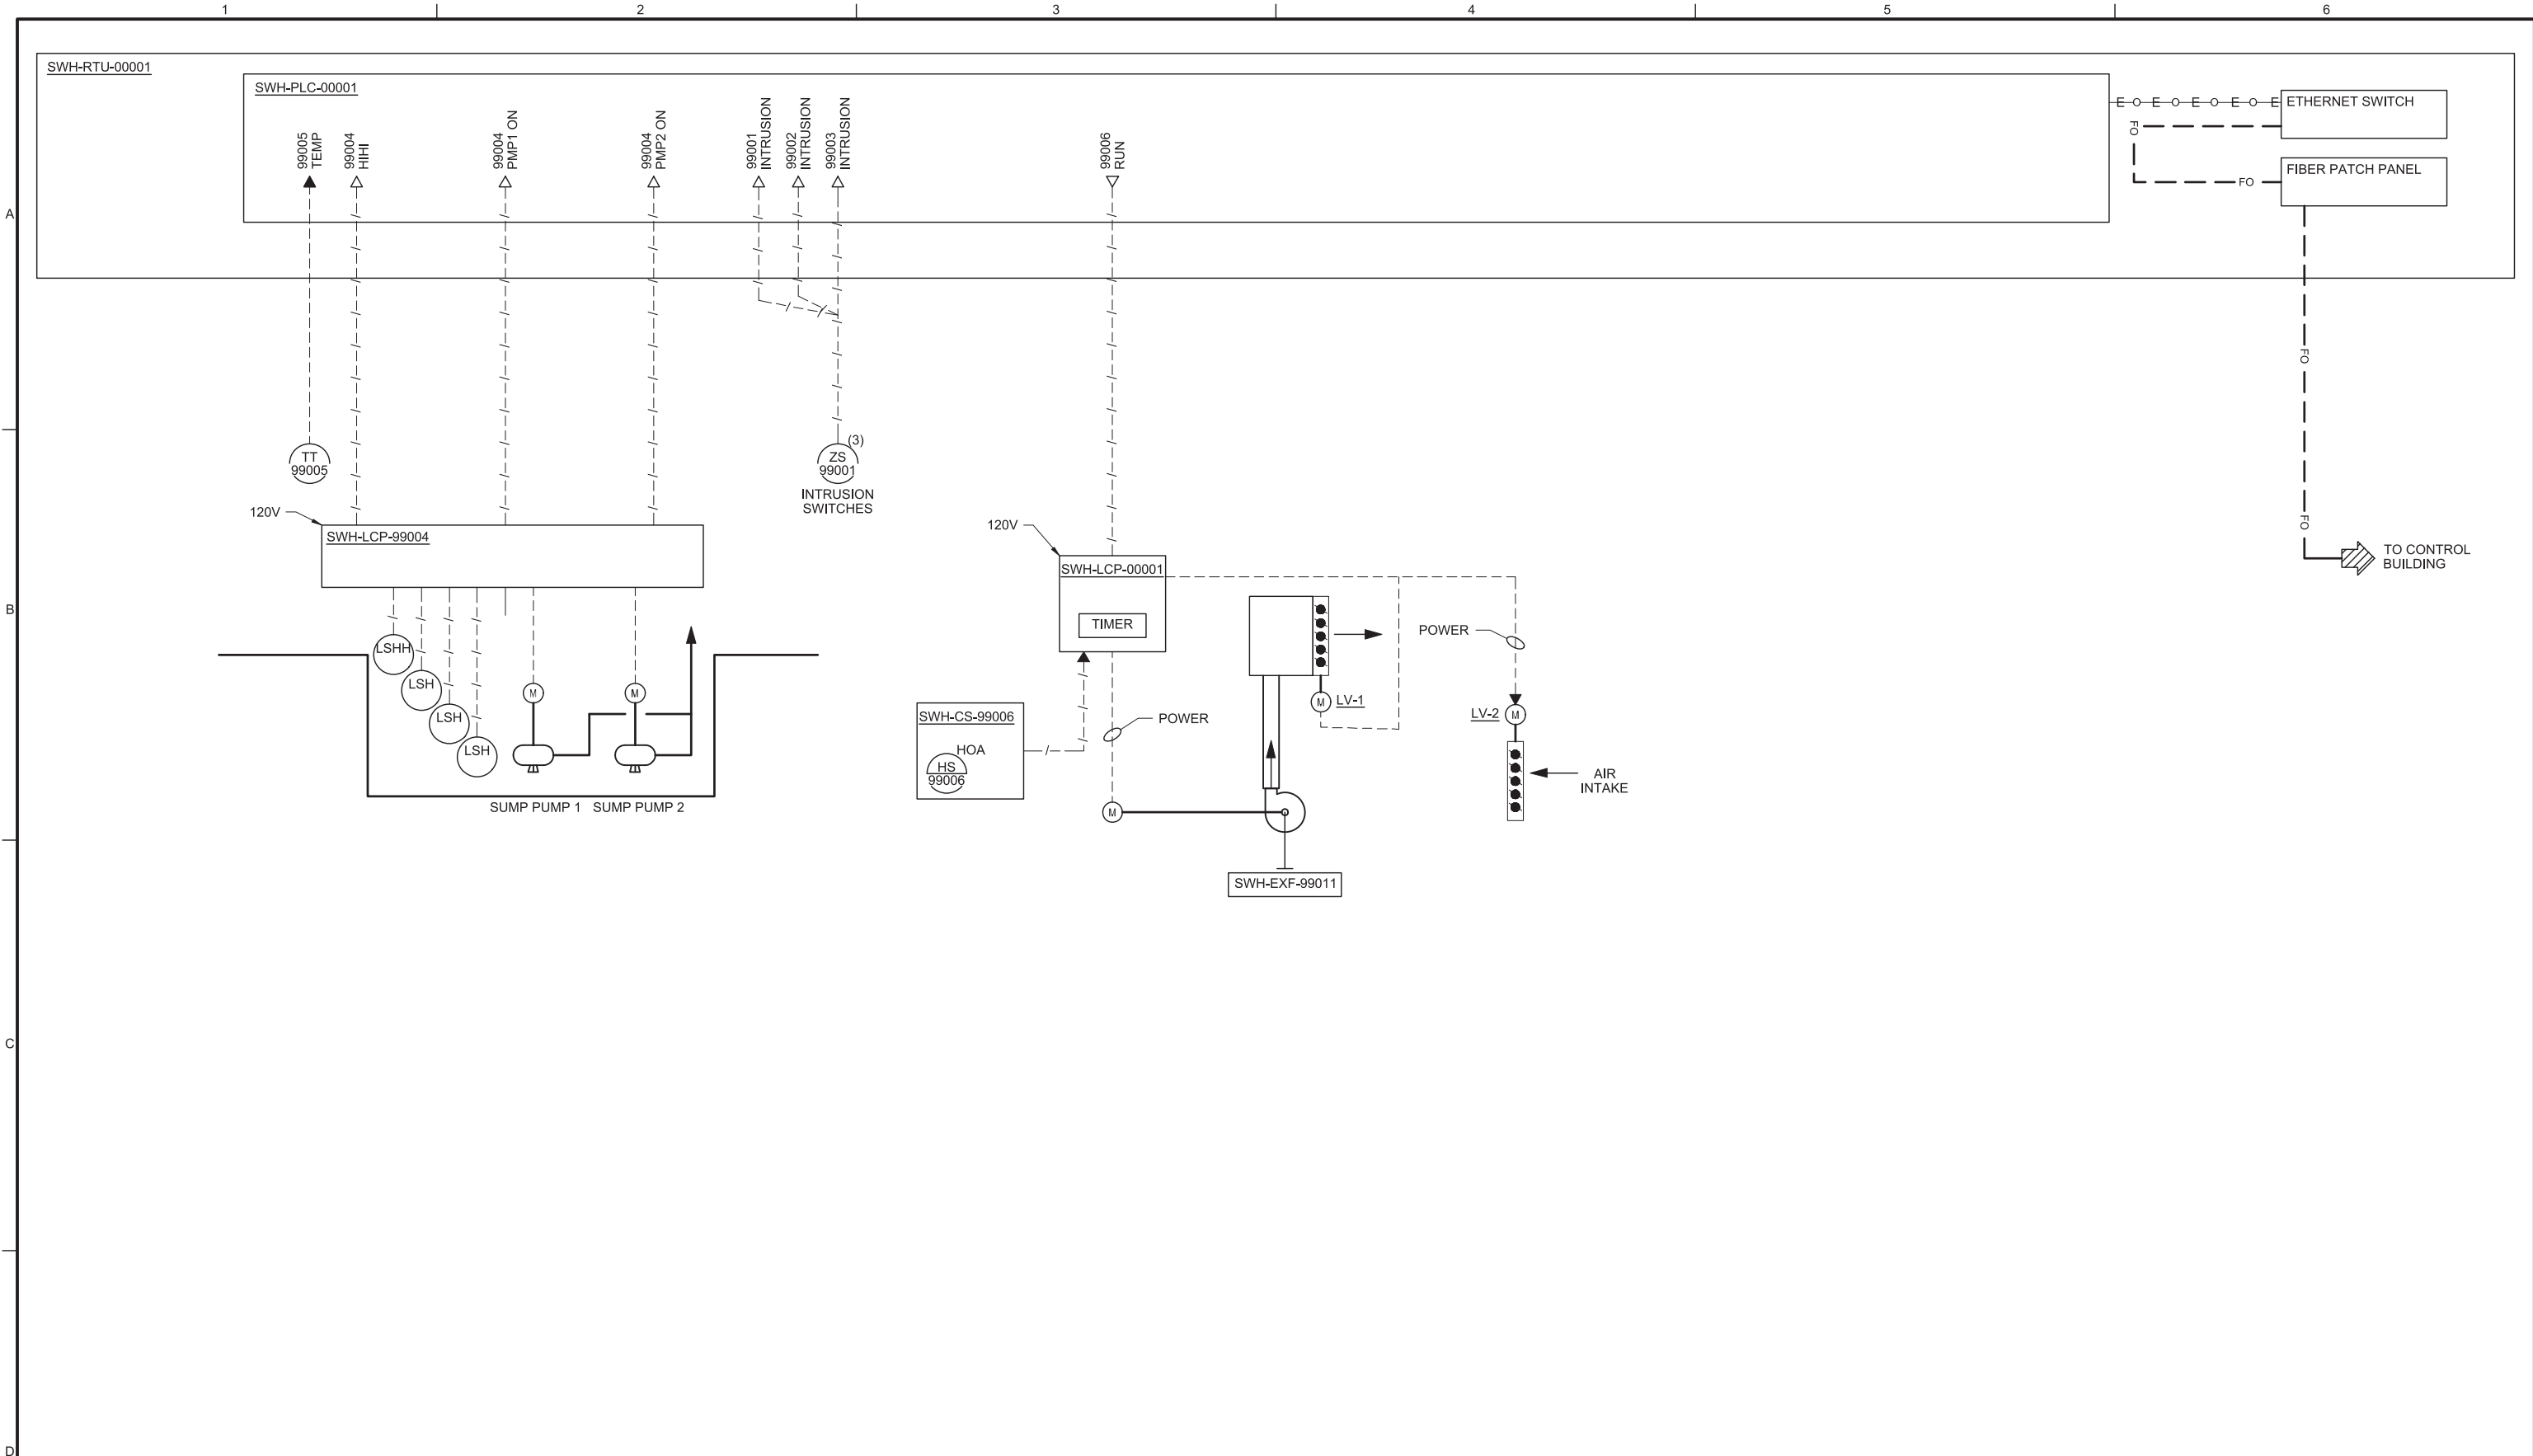 1
2
3
4
5
6
SWH-RTU-00001
SWH-PLC-00001
99005
TEMP
99004
HIHI
99004
PMP1 ON
99004
PMP2 ON
99001
INTRUSION
99002
INTRUSION
99003
INTRUSION
99006
RUN
E O E O E O E O E
ETHERNET SWITCH
FO
FIBER PATCH PANEL
FO
A
FO
TT
99005
(3)
ZS
99001
INTRUSION
SWITCHES
120V
SWH-LCP-99004
120V
SWH-LCP-00001
TIMER
FO
TO CONTROL
BUILDING
B
LSHH
LSH
LSH
LSH
M
M
SUMP PUMP 1
SUMP PUMP 2
SWH-CS-99006
HOA
HS
99006
POWER
M
M
LV-1
POWER
LV-2
M
AIR
INTAKE
SWH-EXF-99011
C
D